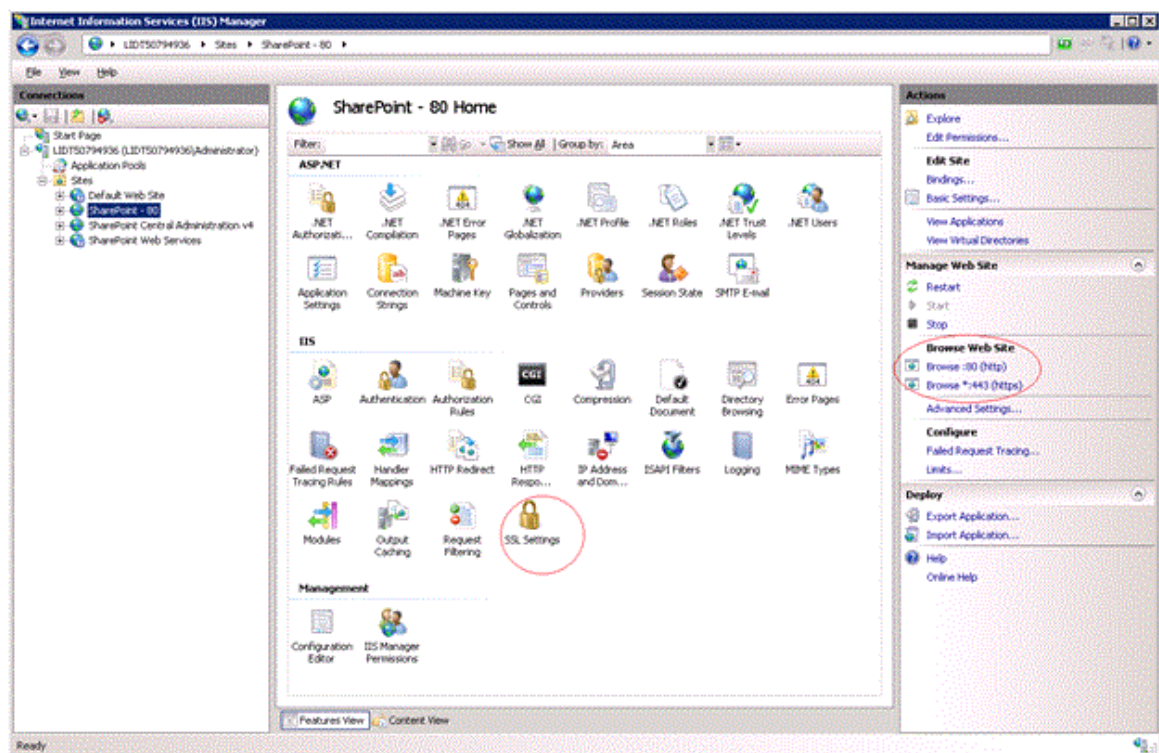 Internet Information Services (IIS) Manager
LIDT50794936 Sites SharePoint - 80
File View Help
Connections
Start Page
LIDT50794936 (LIDT50794936\Administrator)
Application Pools
Sites
Default Web Site
SharePoint - 80
SharePoint Central Administration v4
SharePoint Web Services
SharePoint - 80 Home
Filter: Go Show All Group by: Area
ASP.NET
.NET Authorizati...
.NET Compilation
.NET Error Pages
.NET Globalization
.NET Profile
.NET Roles
.NET Trust Levels
.NET Users
Application Settings
Connection Strings
Machine Key
Pages and Controls
Providers
Session State
SMTP E-mail
IIS
ASP
Authentication
Authorization Rules
CGI
CGI
Compression
Default Document
Directory Browsing
404
Error Pages
Failed Request Tracing Rules
Handler Mappings
HTTP Redirect
HTTP Respo...
IP Address and Dom...
ISAPI Filters
Logging
MIME Types
Modules
Output Caching
Request Filtering
SSL Settings
Management
Configuration Editor
IIS Manager Permissions
Features View Content View
Actions
Explore
Edit Permissions...
Edit Site
Bindings...
Basic Settings...
View Applications
View Virtual Directories
Manage Web Site
Restart
Start
Stop
Browse Web Site
Browse :80 (http)
Browse *:443 (https)
Advanced Settings...
Configure
Failed Request Tracing...
Limits...
Deploy
Export Application...
Import Application...
Help
Online Help
Ready